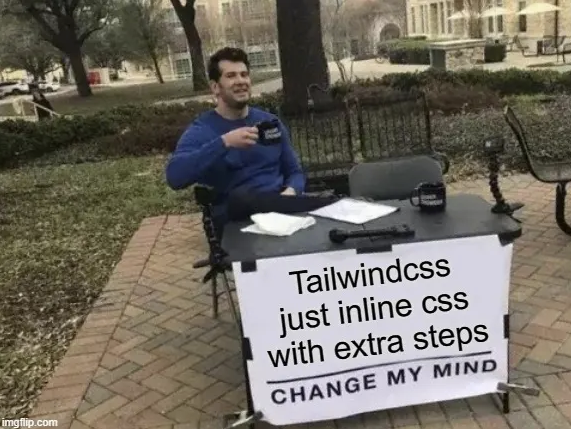 Tailwindcss
just inline css
with extra steps
CHANGE MY MIND
imgflip.com